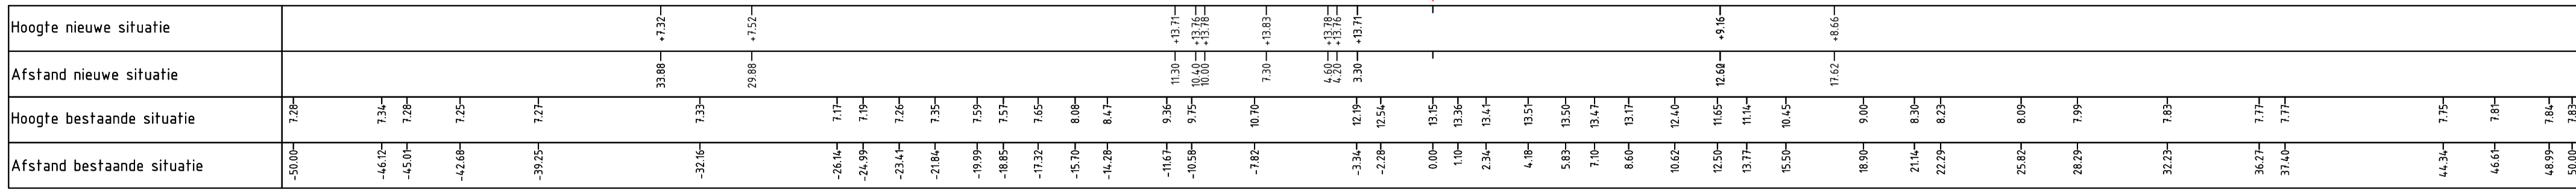 Hoogte nieuwe situatie +7.32 +7.52 +13.71 +13.76 +13.78 +13.83 +13.78 +13.76 +13.71 +9.16 +8.66
Afstand nieuwe situatie 29.88 11.30 10.40 10.00 7.30 4.60 4.20 3.30 17.62
Hoogte bestaande situatie 7.28 7.34 7.28 7.25 7.27 7.33 7.17 7.19 7.26 7.35 7.59 7.57 7.65 8.08 8.47 9.36 9.75 10.70 12.19 12.54 13.15 13.36 13.41 13.51 13.50 13.47 13.17 12.40 11.65 11.14 10.45 9.00 8.30 8.23 8.09 7.99 7.83 7.77 7.77 7.75 7.81 7.84 7.83
Afstand bestaande situatie -50.00 -46.12 -45.01 -42.68 -39.25 -32.16 -26.14 -24.99 -23.41 -21.84 -19.99 -18.85 -17.32 -15.70 -14.28 -11.67 -10.58 -7.82 -3.34 -2.28 0.00 1.10 2.34 4.18 5.83 7.10 8.60 10.62 12.50 13.77 15.50 18.90 21.14 22.29 25.82 28.29 32.23 36.27 37.40 44.34 46.61 48.99 50.00